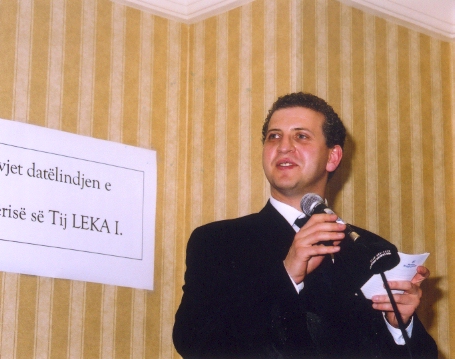 vjet datëlindjen e
erisë së Tij LEKA I.